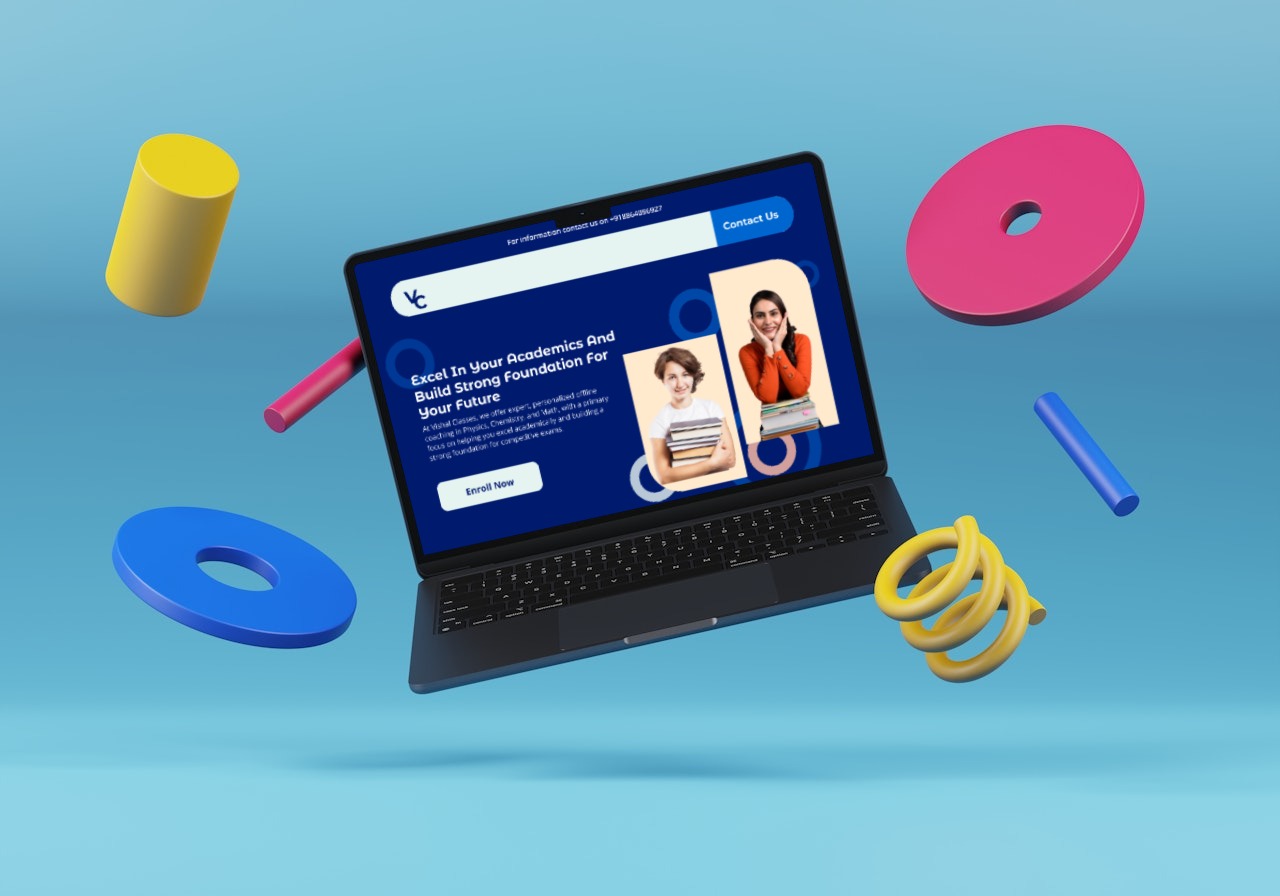 For information contact us on
Contact Us
VC
Excel In Your Academics And
Build Strong Foundation For
Your Future
At Vishal Classes, we offer expert, personalized offline
coaching in Physics, Chemistry, and Math, with a primary
focus on helping you excel academically and building a
strong foundation for competitive exams.
Enroll Now